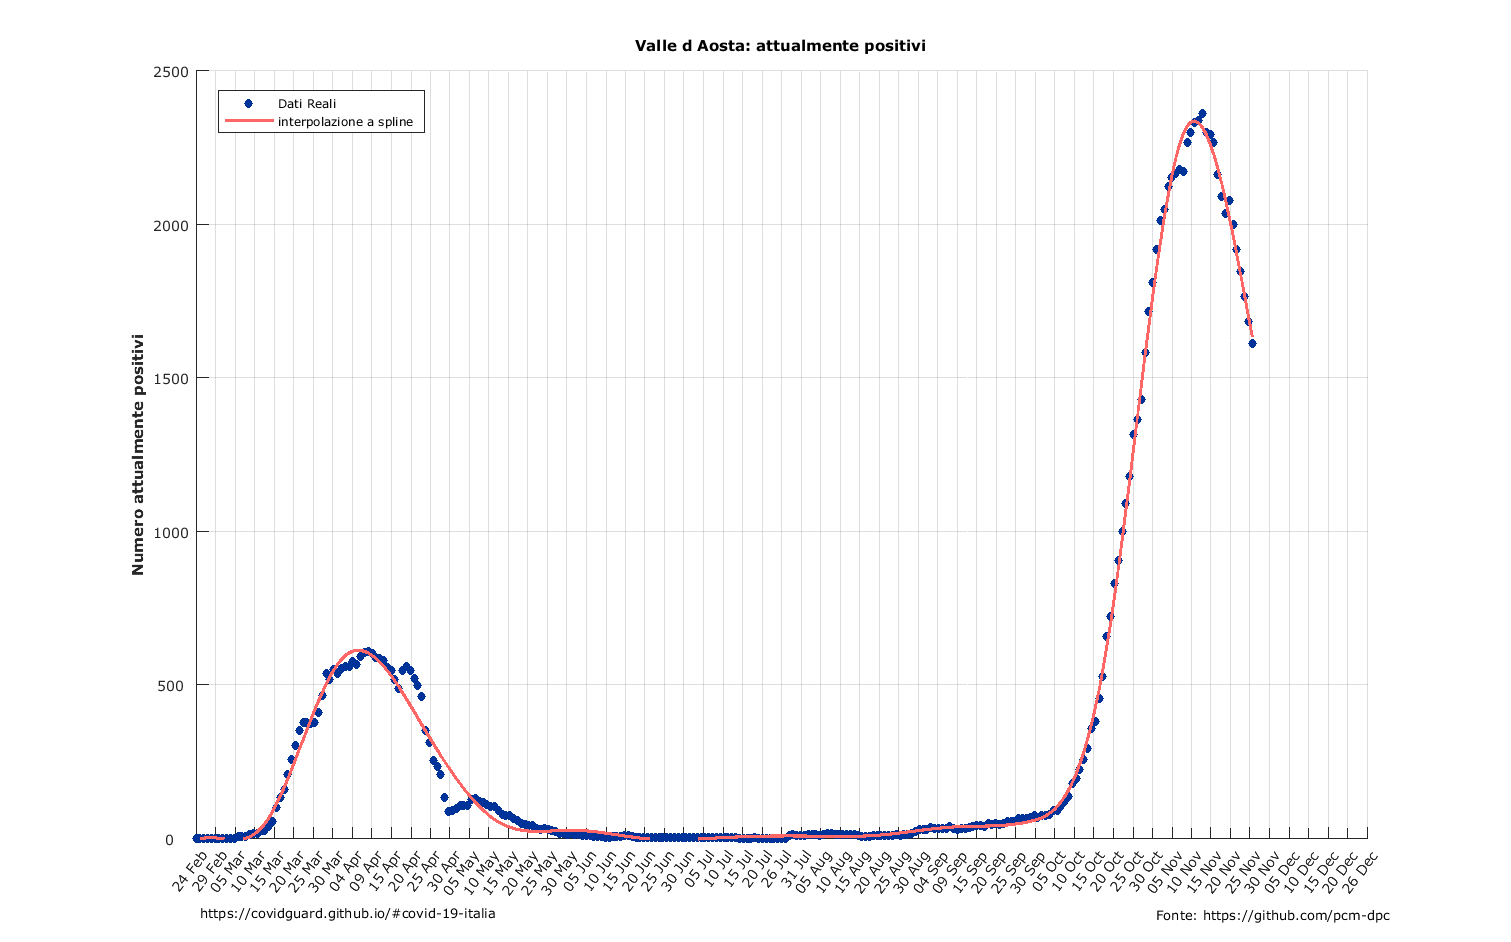 Valle d Aosta: attualmente positivi
2500
2000
1500
1000
500
0
Numero attualmente positivi
Dati Reali
interpolazione a spline
24 Feb
29 Feb
05 Mar
10 Mar
15 Mar
20 Mar
25 Mar
30 Mar
04 Apr
09 Apr
15 Apr
20 Apr
25 Apr
30 Apr
05 May
10 May
15 May
20 May
25 May
30 May
05 Jun
10 Jun
15 Jun
20 Jun
25 Jun
30 Jun
05 Jul
10 Jul
15 Jul
20 Jul
26 Jul
31 Jul
05 Aug
10 Aug
15 Aug
20 Aug
25 Aug
30 Aug
04 Sep
09 Sep
15 Sep
20 Sep
25 Sep
30 Sep
05 Oct
10 Oct
15 Oct
20 Oct
25 Oct
30 Oct
05 Nov
10 Nov
15 Nov
20 Nov
25 Nov
30 Nov
05 Dec
10 Dec
15 Dec
20 Dec
26 Dec
https://covidguard.github.io/#covid-19-italia
Fonte: https://github.com/pcm-dpc